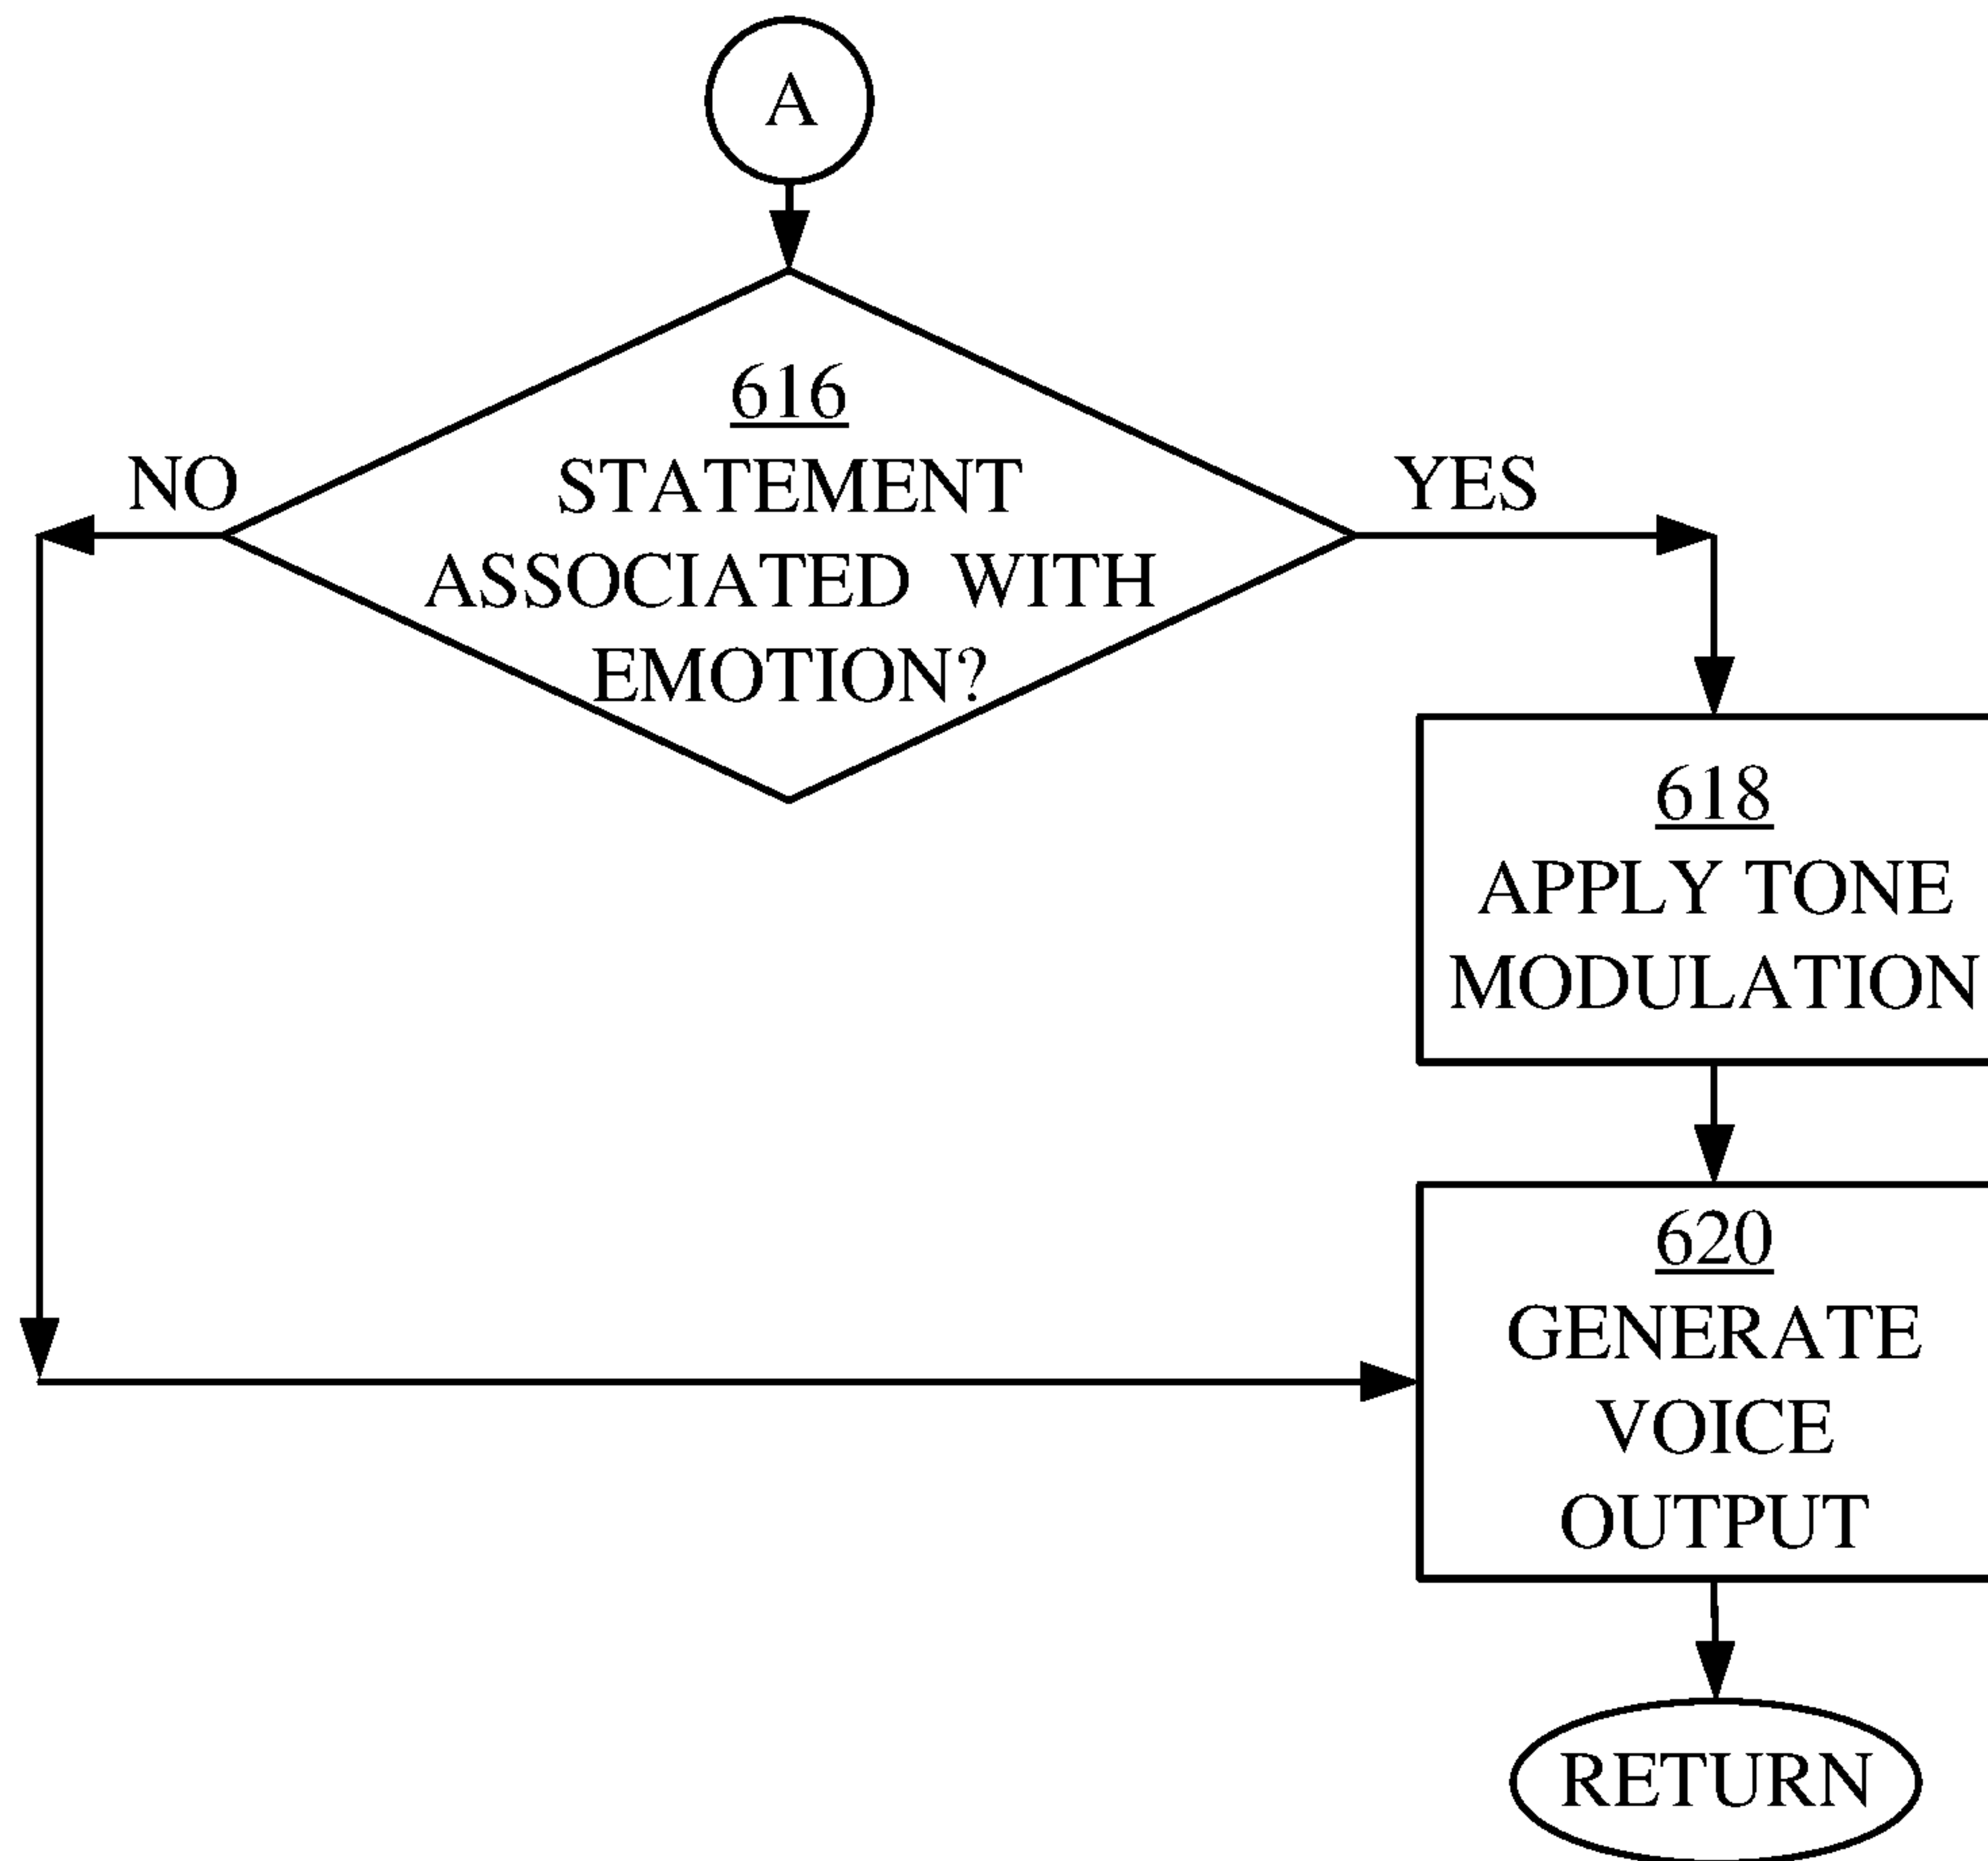 A
616
STATEMENT
ASSOCIATED WITH
EMOTION?
NO
YES
618
APPLY TONE
MODULATION
620
GENERATE
VOICE
OUTPUT
RETURN